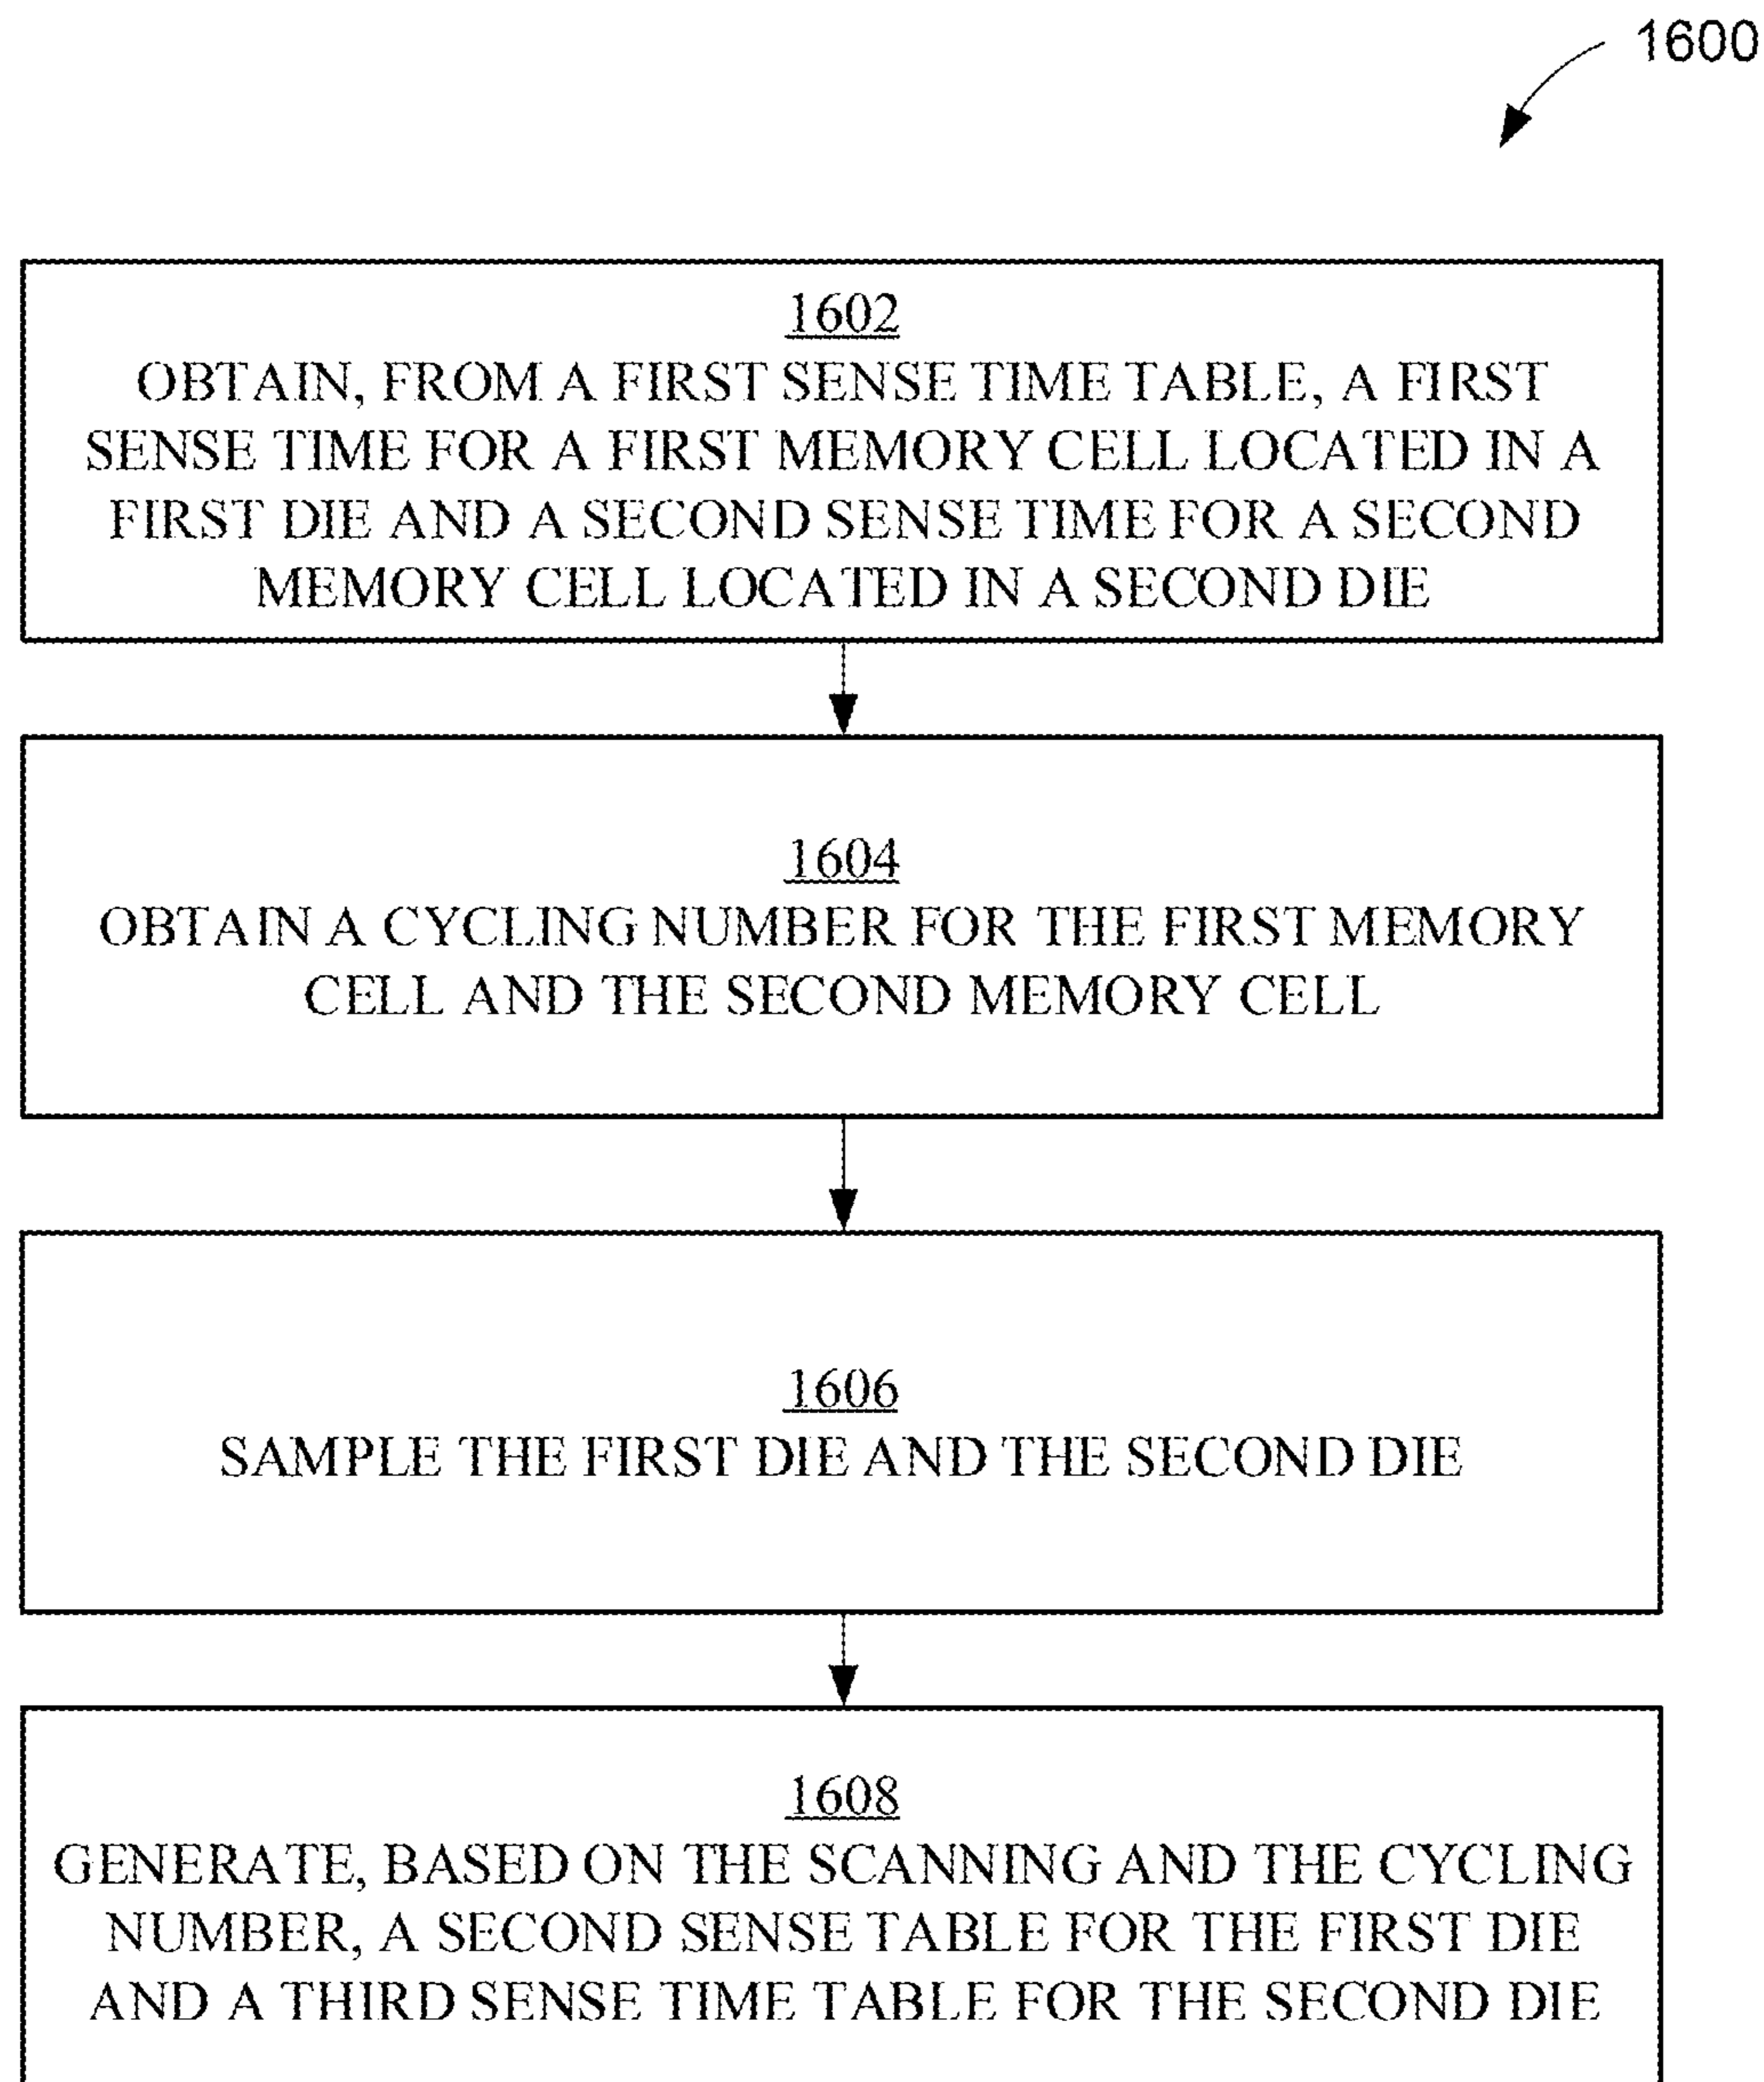 1600
1602
OBTAIN, FROM A FIRST SENSE TIME TABLE, A FIRST
SENSE TIME FOR A FIRST MEMORY CELL LOCATED IN A
FIRST DIE AND A SECOND SENSE TIME FOR A SECOND
MEMORY CELL LOCATED IN A SECOND DIE
1604
OBTAIN A CYCLING NUMBER FOR THE FIRST MEMORY
CELL AND THE SECOND MEMORY CELL
1606
SAMPLE THE FIRST DIE AND THE SECOND DIE
1608
GENERATE, BASED ON THE SCANNING AND THE CYCLING
NUMBER, A SECOND SENSE TABLE FOR THE FIRST DIE
AND A THIRD SENSE TIME TABLE FOR THE SECOND DIE